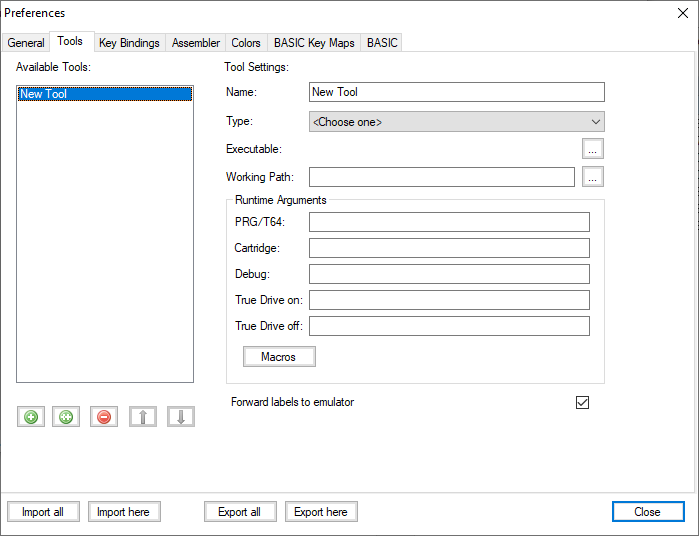 Preferences
General Tools Key Bindings Assembler Colors BASIC Key Maps BASIC
Available Tools:
New Tool
Tool Settings:
Name: New Tool
Type: <Choose one>
Executable: ...
Working Path: ...
Runtime Arguments
PRG/T64:
Cartridge:
Debug:
True Drive on:
True Drive off:
Macros
Forward labels to emulator
Import all Import here Export all Export here Close